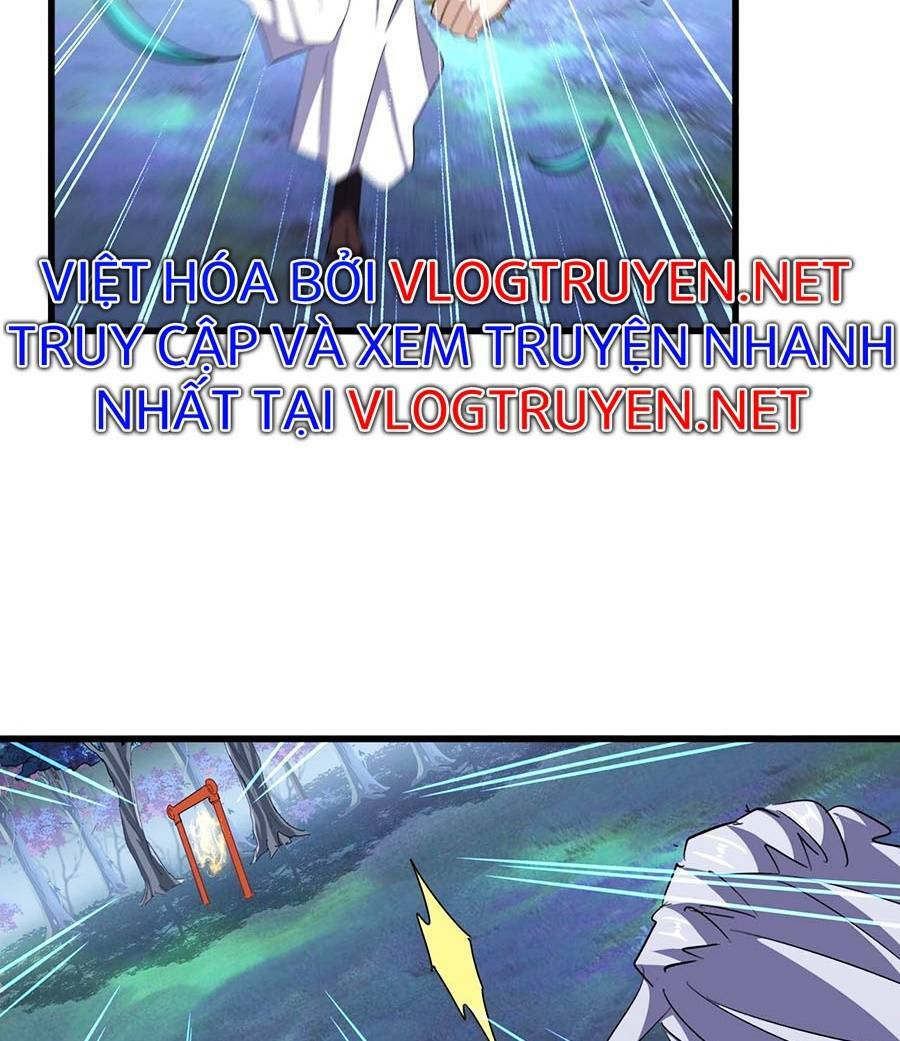 VIỆT HÓA BỞI VLOGTRUYEN.NET
TRUY CẬP VÀ XEM TRUYỆN NHANH
NHẤT TẠI VLOGTRUYEN.NET